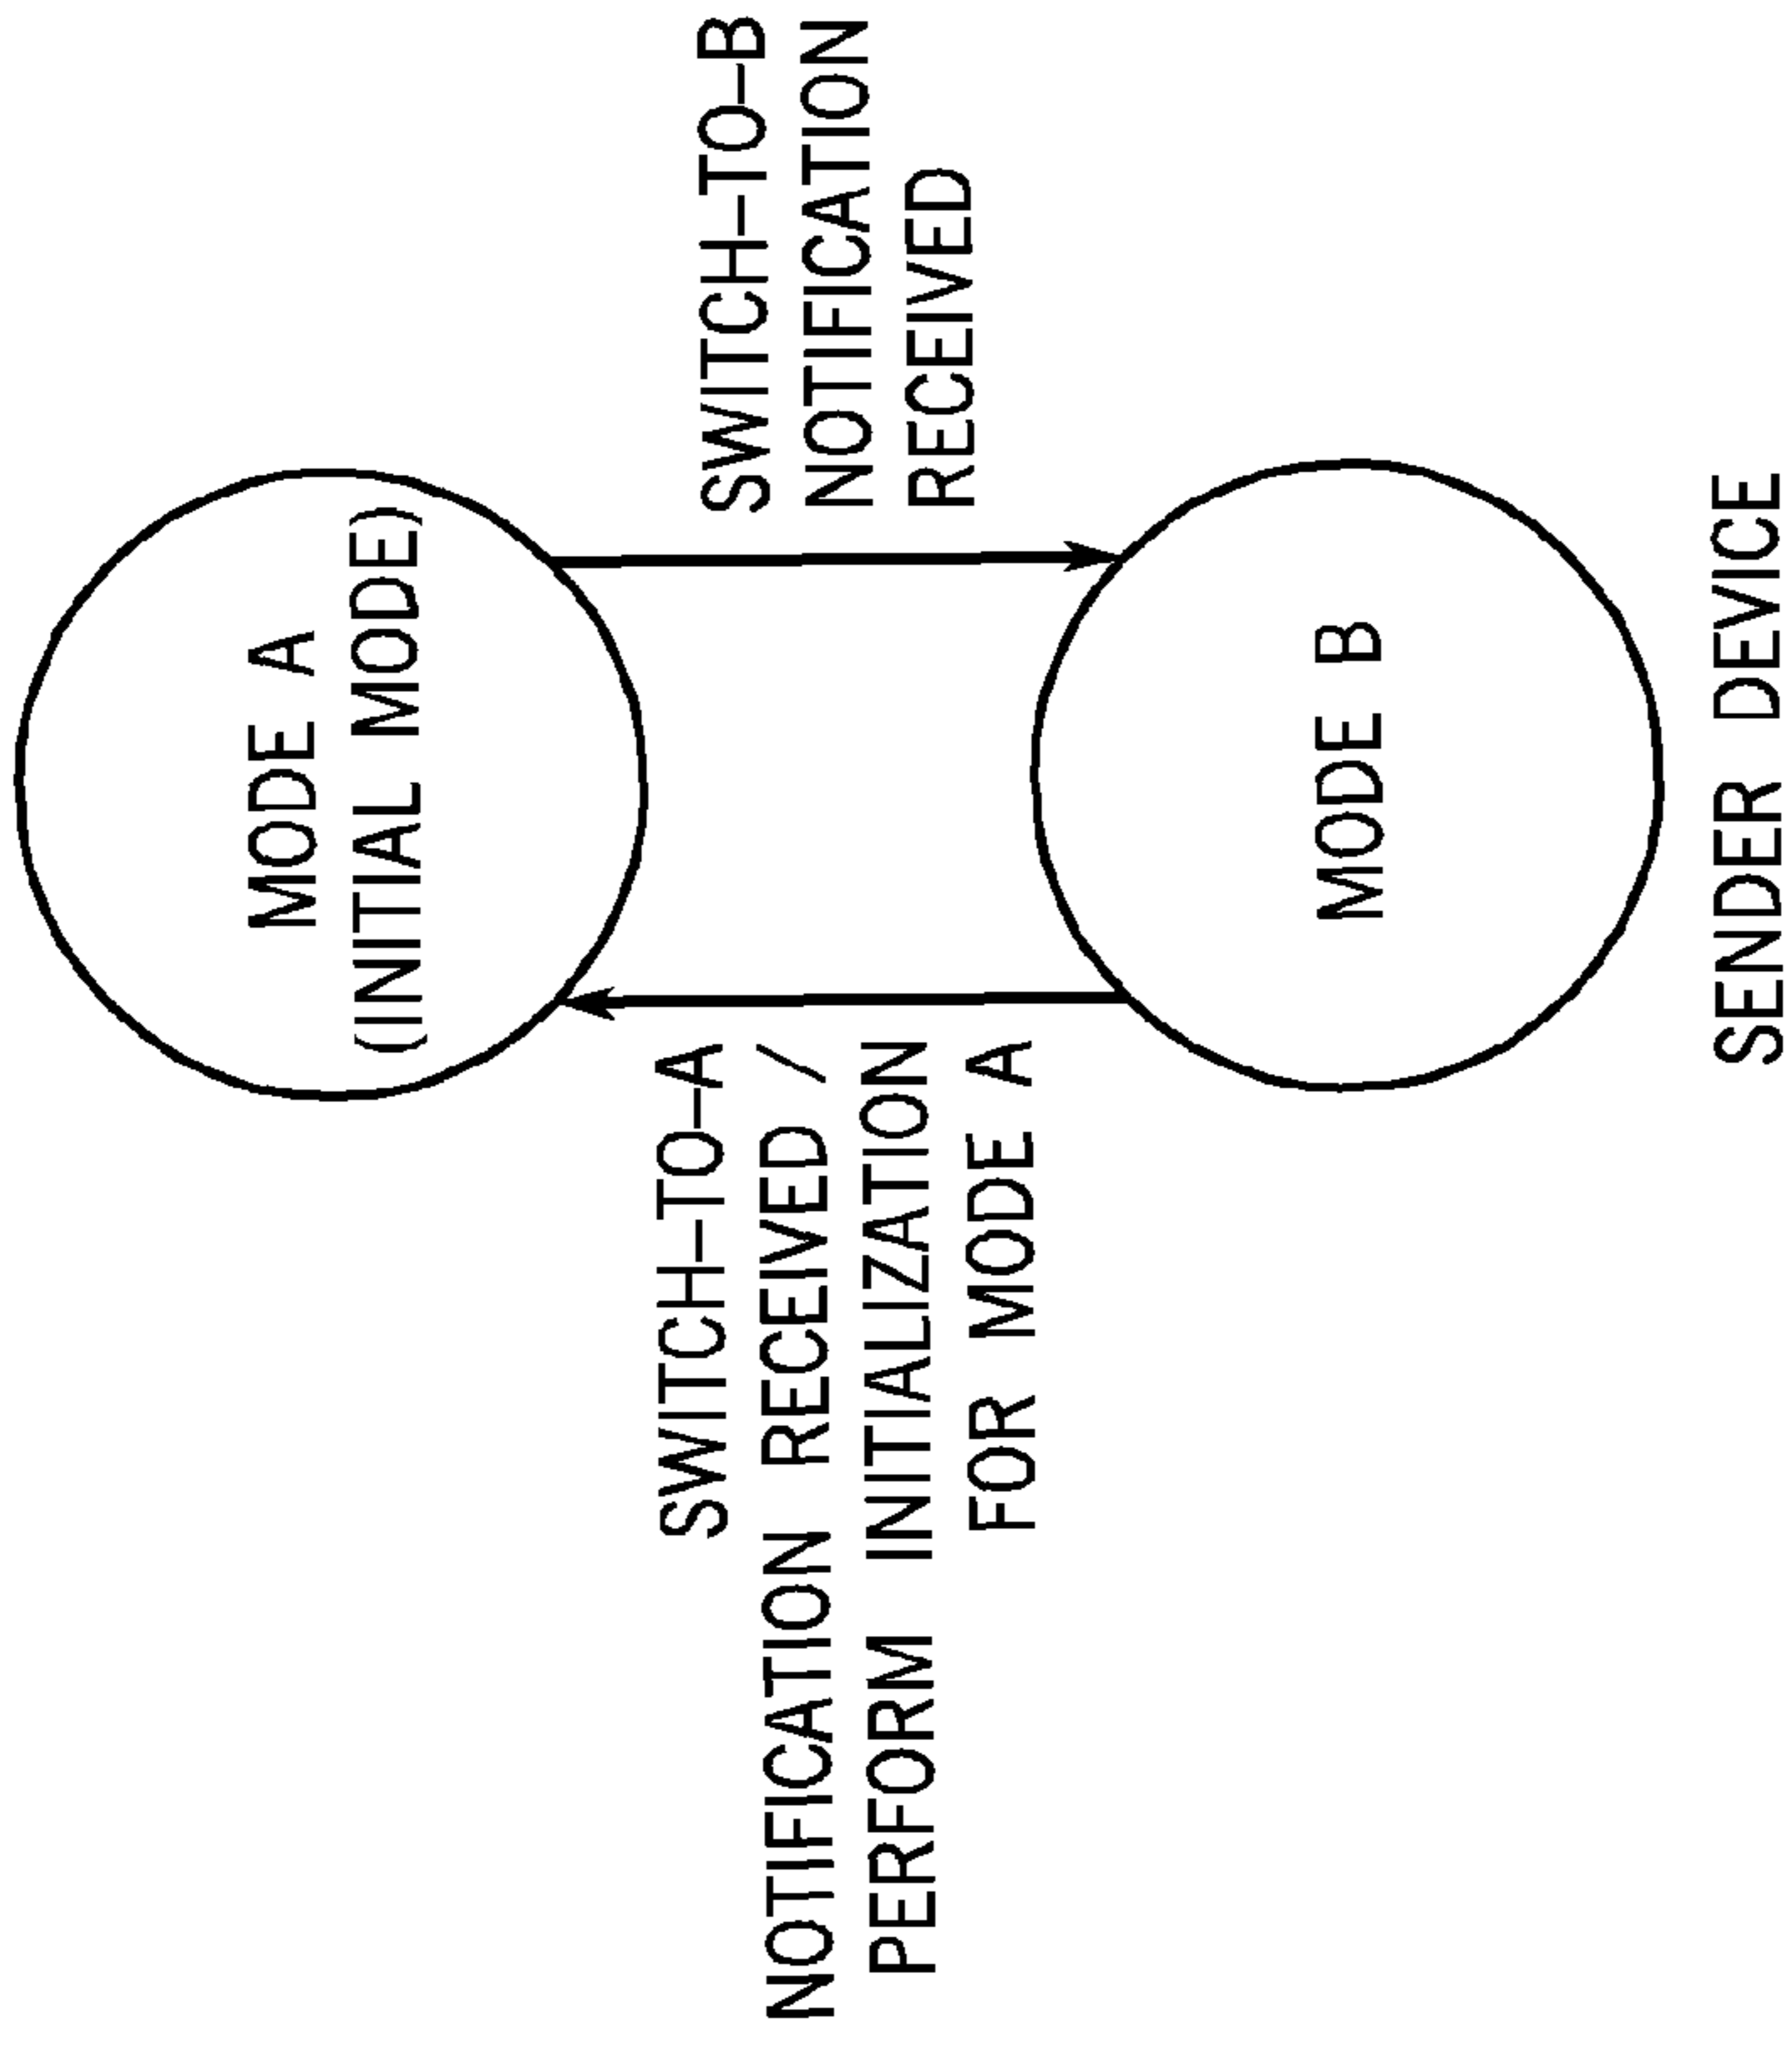 MODE A
(INITIAL MODE)
SWITCH-TO-A
NOTIFICATION RECEIVED /
PERFORM INITIALIZATION
FOR MODE A
SWITCH-TO-B
NOTIFICATION
RECEIVED
MODE B
SENDER DEVICE